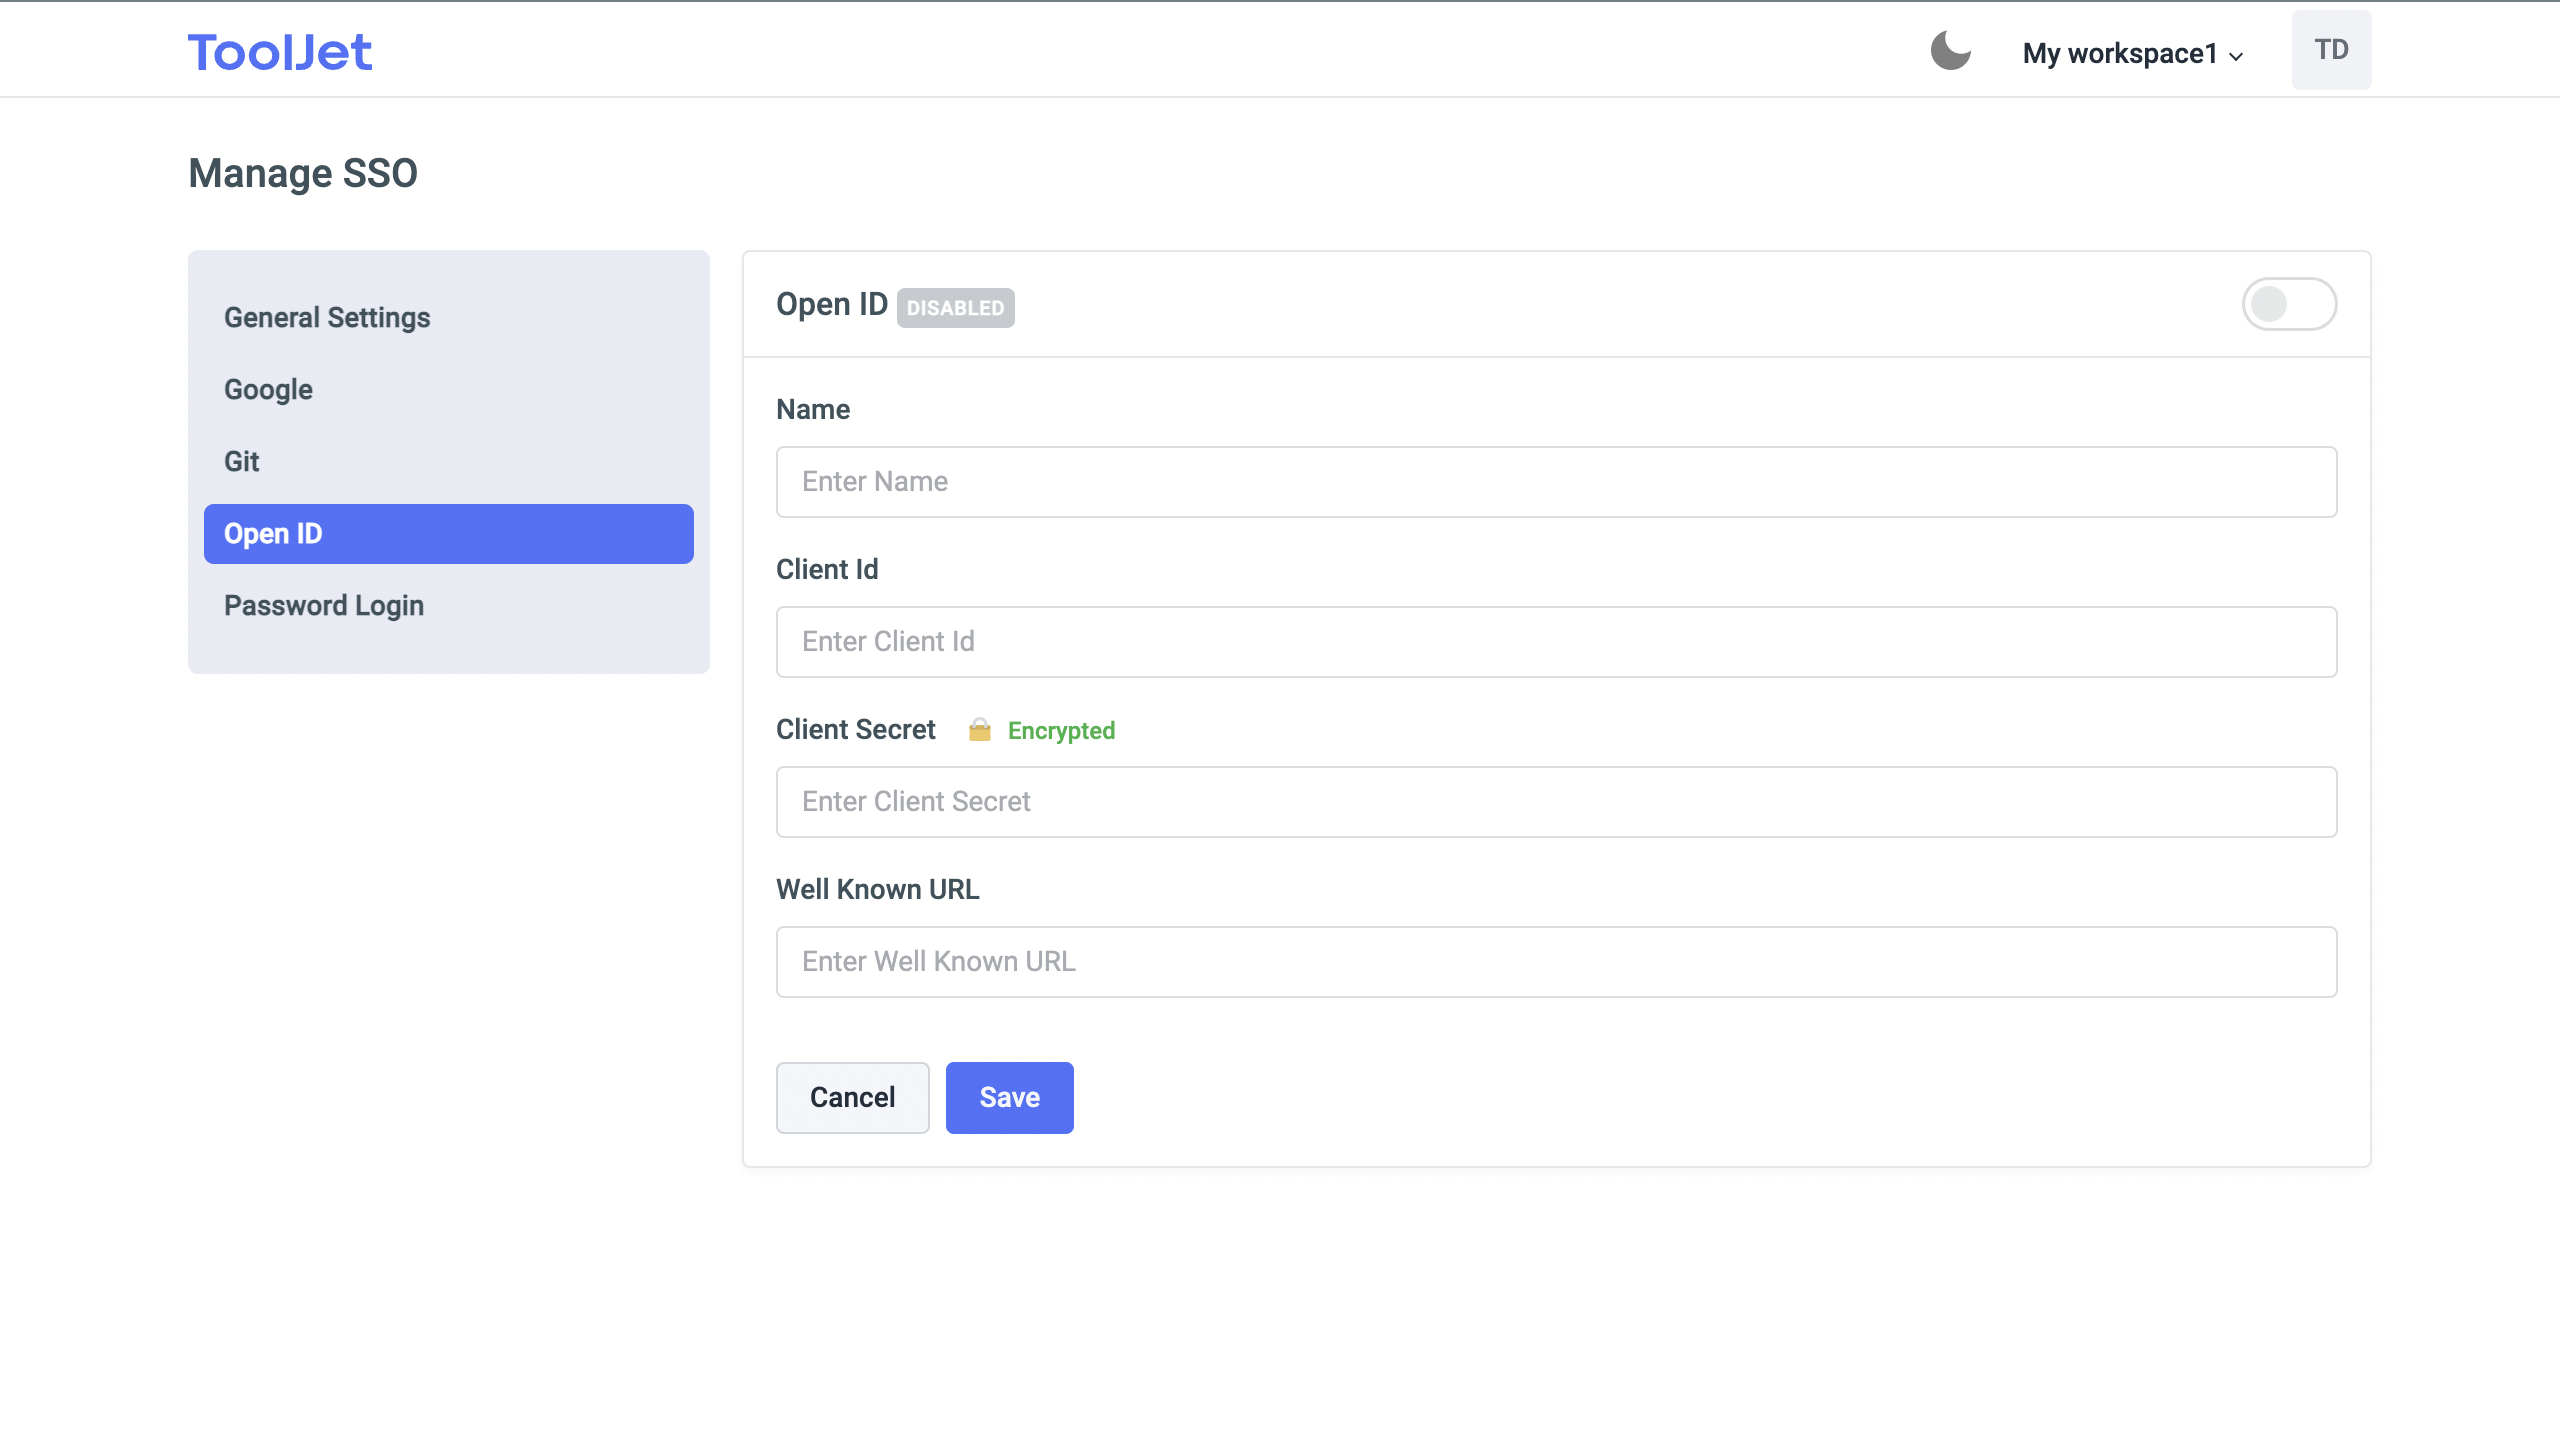 ToolJet
My workspace1
TD
Manage SSO
General Settings
Google
Git
Open ID
Password Login
Open ID DISABLED
Name
Enter Name
Client Id
Enter Client Id
Client Secret Encrypted
Enter Client Secret
Well Known URL
Enter Well Known URL
Cancel Save